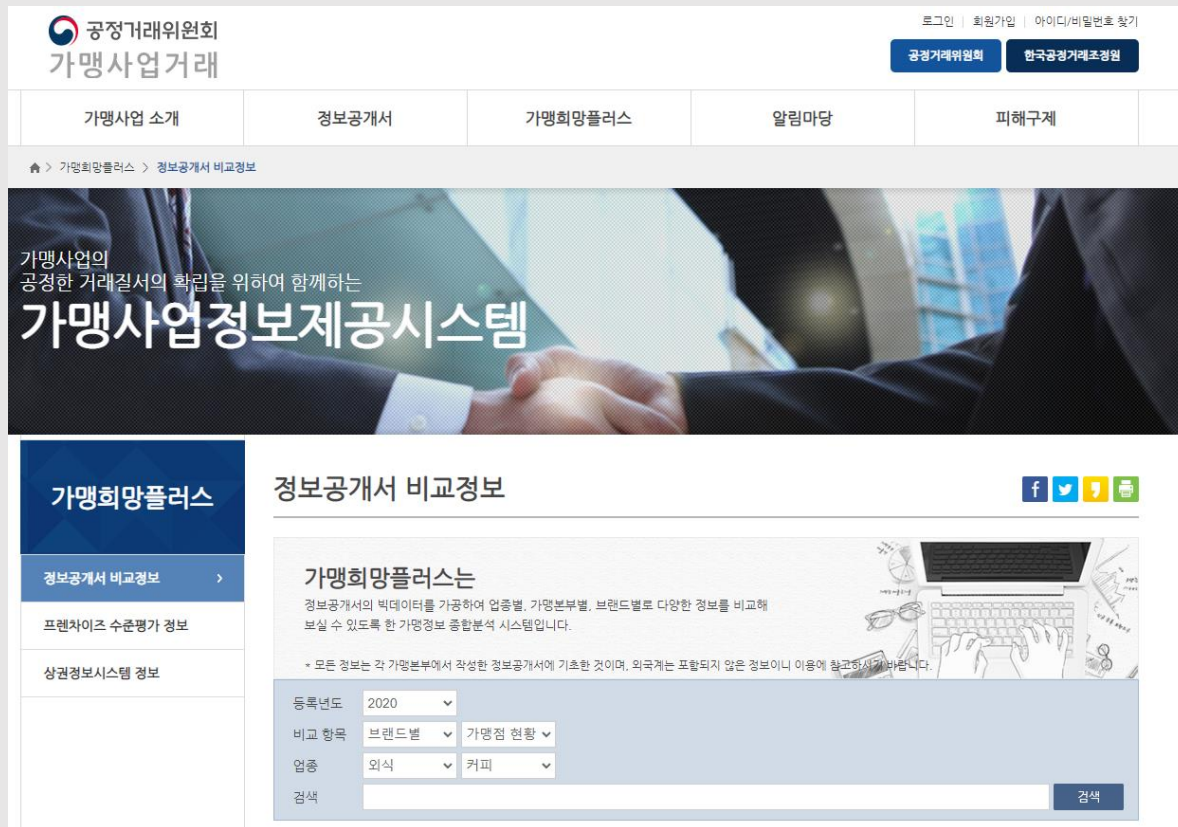 로그인 | 회원가입 | 아이디/비밀번호 찾기
공정거래위원회
가맹사업거래
공정거래위원회 한국공정거래조정원
가맹사업 소개 정보공개서 가맹희망플러스 알림마당 피해구제
> 가맹희망플러스 > 정보공개서 비교정보
가맹사업의
공정한 거래질서의 확립을 위하여 함께하는
가맹사업정보제공시스템
가맹희망플러스
정보공개서 비교정보 >
프렌차이즈 수준평가 정보
상권정보시스템 정보
정보공개서 비교정보
가맹희망플러스는
정보공개서의 빅데이터를 가공하여 업종별, 가맹본부별, 브랜드별로 다양한 정보를 비교해
보실 수 있도록 한 가맹정보 종합분석 시스템입니다.
* 모든 정보는 각 가맹본부에서 작성한 정보공개서에 기초한 것이며, 외국계는 포함되지 않은 정보이니 이용에 참고하시기 바랍니다.
등록년도 2020
비교 항목 브랜드별 가맹점 현황
업종 외식 커피
검색 검색